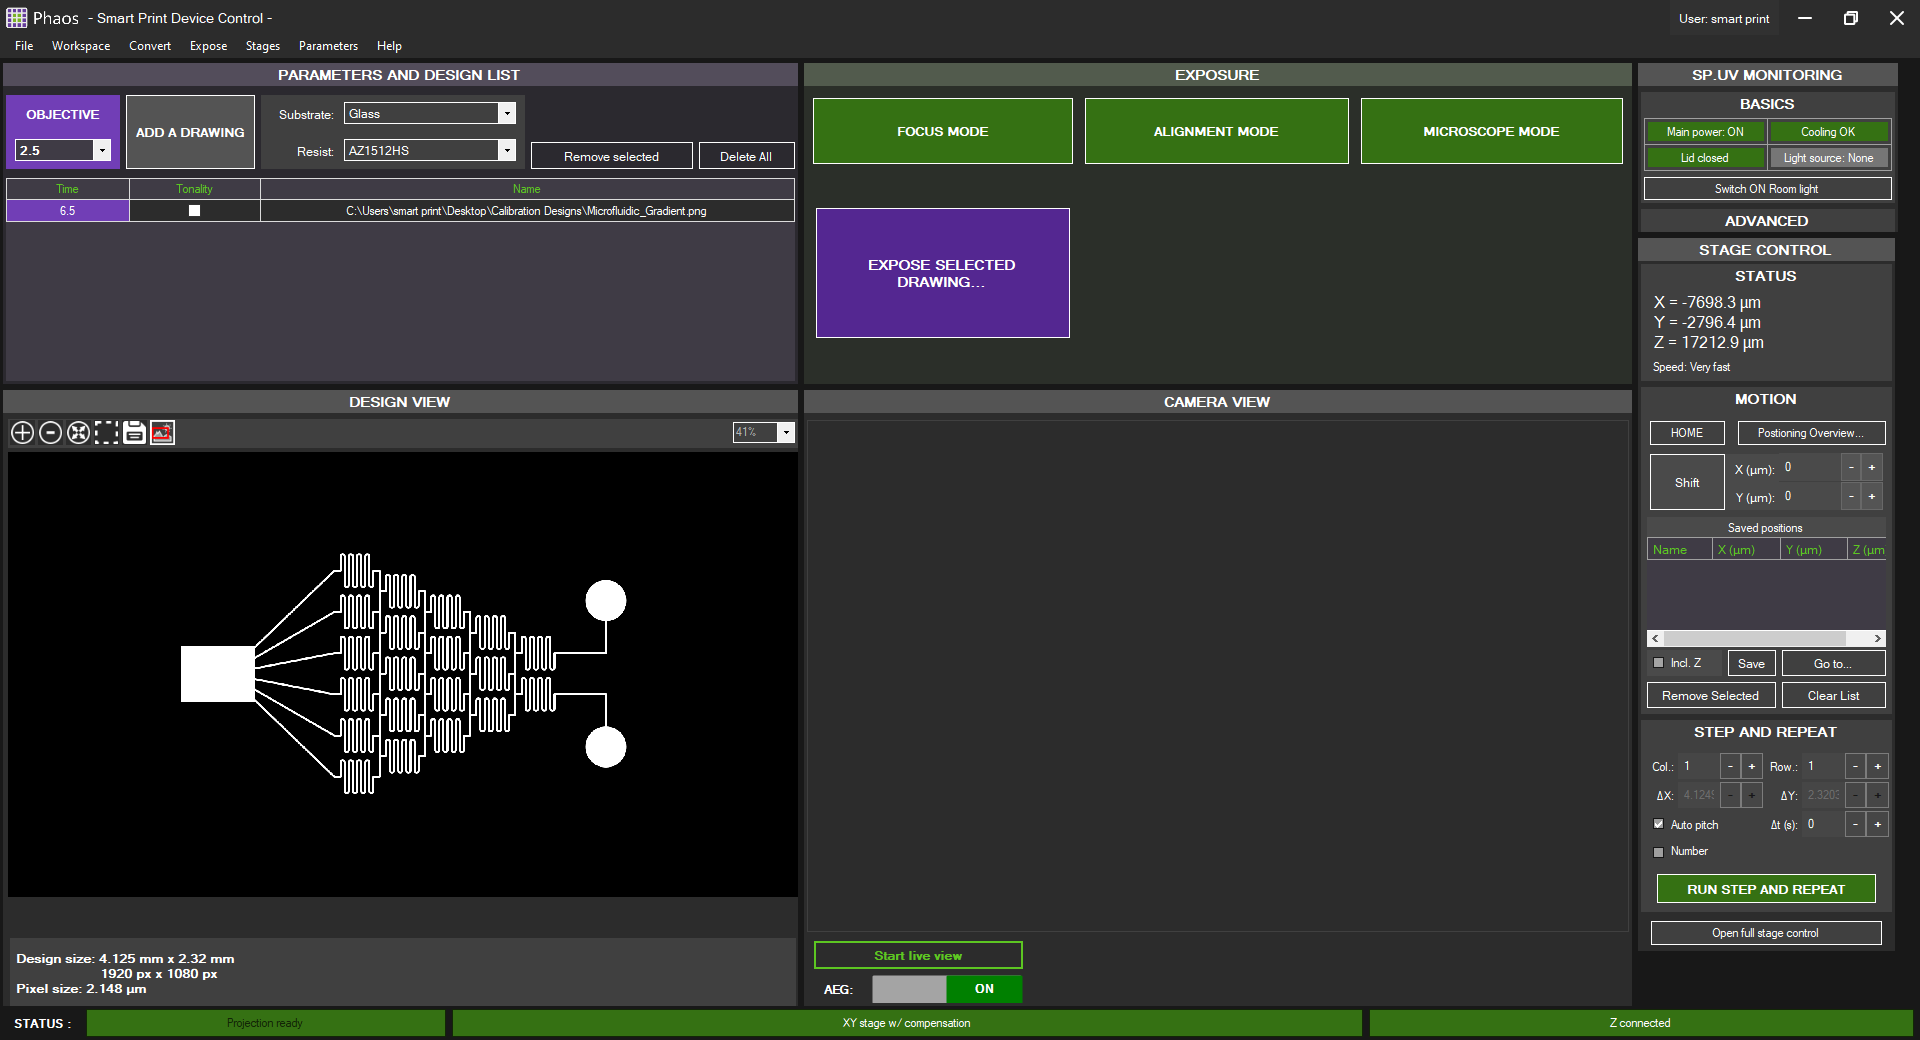 Phaos - Smart Print Device Control -
User: smart print
File Workspace Convert Expose Stages Parameters Help
PARAMETERS AND DESIGN LIST
OBJECTIVE
2.5
ADD A DRAWING
Substrate: Glass
Resist: AZ1512HS
Remove selected
Delete All
Time Tonality Name
6.5 C:\Users\smart print\Desktop\Calibration Designs\Microfluidic_Gradient.png
EXPOSURE
FOCUS MODE
ALIGNMENT MODE
MICROSCOPE MODE
EXPOSE SELECTED
DRAWING...
DESIGN VIEW
41%
Design size: 4.125 mm x 2.32 mm
1920 px x 1080 px
Pixel size: 2.148 µm
CAMERA VIEW
Start live view
AEG: ON
SP.UV MONITORING
BASICS
Main power: ON Cooling OK
Lid closed Light source: None
Switch ON Room light
ADVANCED
STAGE CONTROL
STATUS
X = -7698.3 µm
Y = -2796.4 µm
Z = 17212.9 µm
Speed: Very fast
MOTION
HOME Postioning Overview...
Shift
X (µm): 0 - +
Y (µm): 0 - +
Saved positions
Name X (µm) Y (µm) Z (µm
Incl. Z Save Go to...
Remove Selected Clear List
STEP AND REPEAT
Col.: 1 - + Row.: 1 - +
ΔX: 4.1249 - + ΔY: 2.3203 - +
Auto pitch Δt (s): 0 - +
Number
RUN STEP AND REPEAT
Open full stage control
STATUS : Projection ready XY stage w/ compensation Z connected